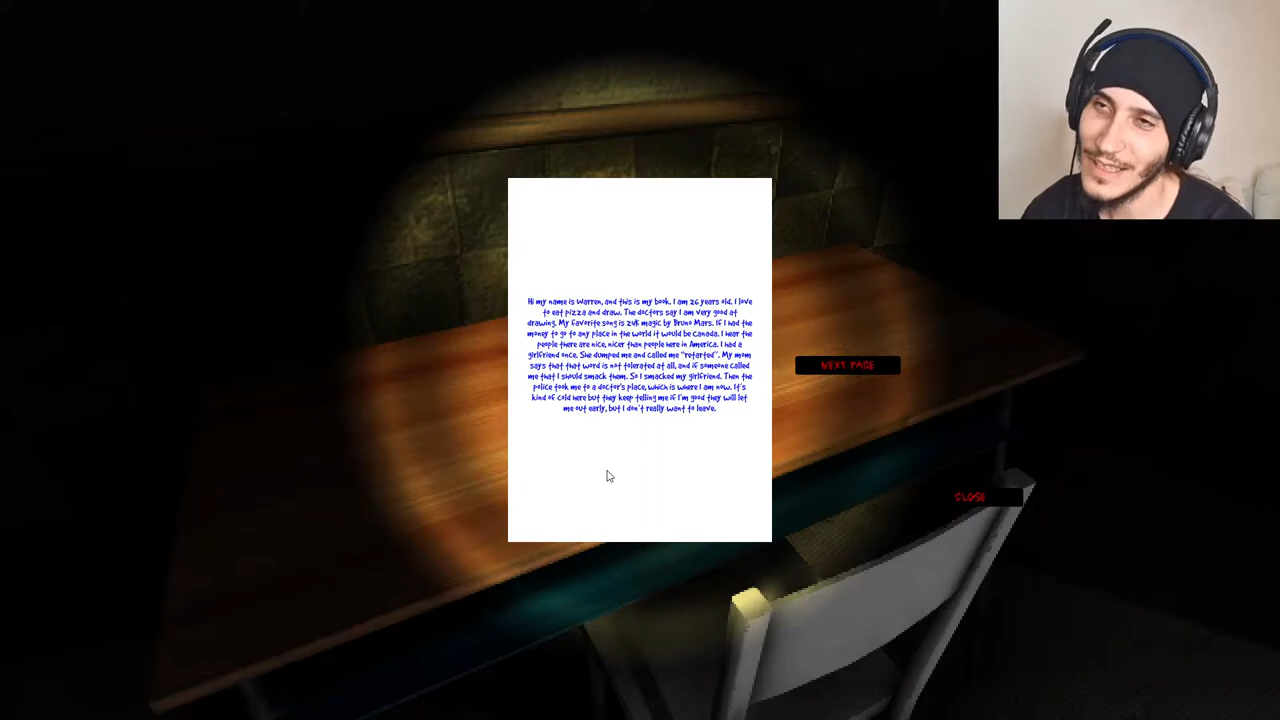 Hi my name is Warren, and this is my book. I am 26 years old. I love
to eat pizza and draw. The doctors say I am very good at
drawing. My favorite song is 24K magic by Bruno Mars. If I had the
money to go to any place in the world it would be Canada. I hear the
people there are nice, nicer than people here in America. I had a
girlfriend once. She dumped me and called me "retarted". My mom
says that that word is not tolerated at all, and if someone called
me that I should smack them. So I smacked my girlfriend. Then the
police took me to a doctor's place, which is where I am now. It's
kind of cold here but they keep telling me if I'm good they will let
me out early, but I don't really want to leave.
NEXT PAGE
CLOSE